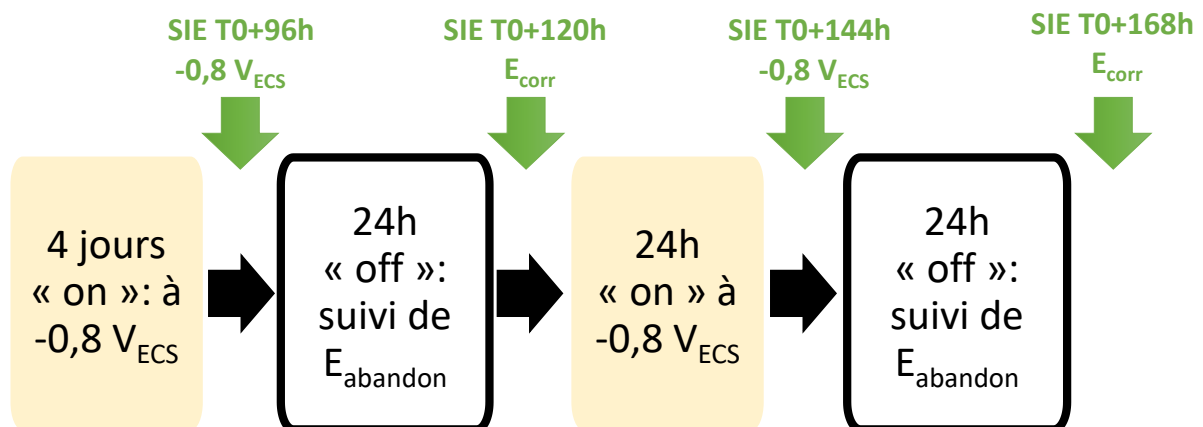 SIE T0+96h
-0,8 VECS
SIE T0+120h
Ecorr
SIE T0+144h
-0,8 VECS
SIE T0+168h
Ecorr
4 jours
« on »: à
-0,8 VECS
24h
« off »:
suivi de
Eabandon
24h
« on » à
-0,8 VECS
24h
« off »:
suivi de
Eabandon